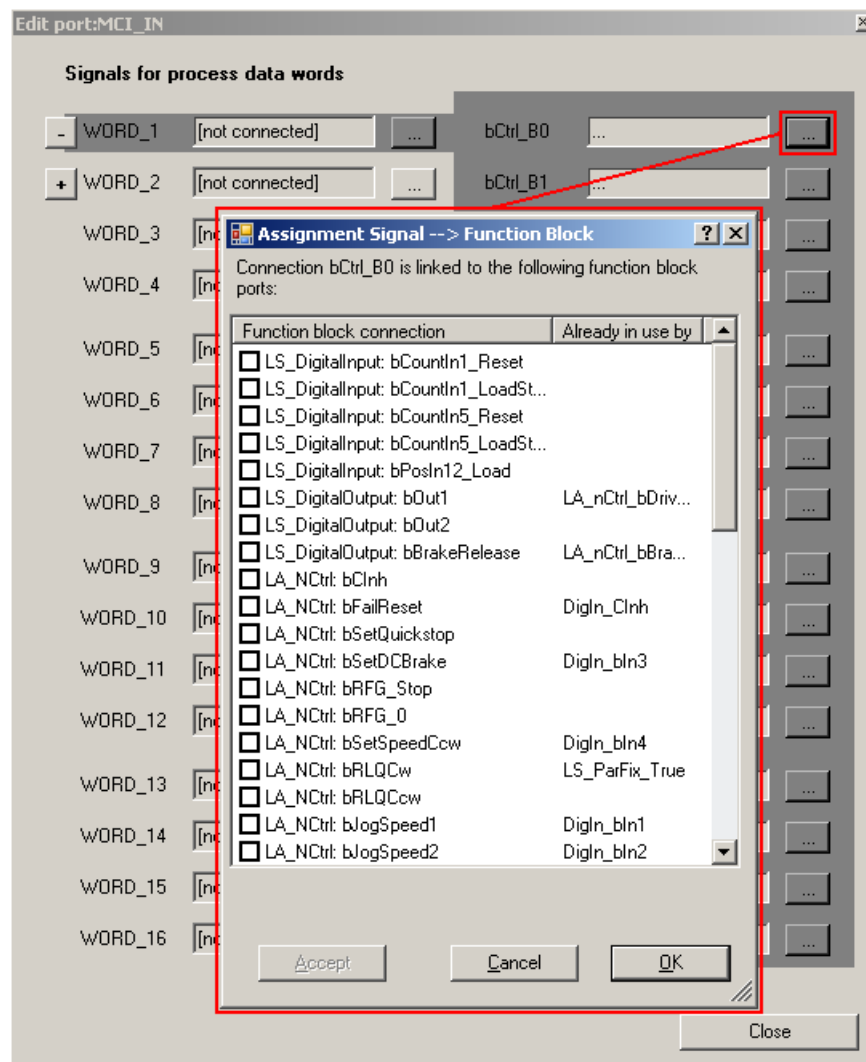 Edit port:MCI_IN
Signals for process data words
- WORD_1 [not connected] ... bCtrl_B0 ... ...
+ WORD_2 [not connected] ... bCtrl_B1 ... ...
WORD_3 ...
WORD_4 ...
WORD_5 ...
WORD_6 ...
WORD_7 ...
WORD_8 ...
WORD_9 ...
WORD_10 ...
WORD_11 ...
WORD_12 ...
WORD_13 ...
WORD_14 ...
WORD_15 ...
WORD_16 ...
Assignment Signal --> Function Block ? X
Connection bCtrl_B0 is linked to the following function block
ports:
Function block connection Already in use by
LS_DigitalInput: bCountIn1_Reset
LS_DigitalInput: bCountIn1_LoadSt...
LS_DigitalInput: bCountIn5_Reset
LS_DigitalInput: bCountIn5_LoadSt...
LS_DigitalInput: bPosIn12_Load
LS_DigitalOutput: bOut1 LA_nCtrl_bDriv...
LS_DigitalOutput: bOut2
LS_DigitalOutput: bBrakeRelease LA_nCtrl_bBra...
LA_NCtrl: bCInh
LA_NCtrl: bFailReset DigIn_CInh
LA_NCtrl: bSetQuickstop
LA_NCtrl: bSetDCBrake DigIn_bIn3
LA_NCtrl: bRFG_Stop
LA_NCtrl: bRFG_0
LA_NCtrl: bSetSpeedCcw DigIn_bIn4
LA_NCtrl: bRLQCw LS_ParFix_True
LA_NCtrl: bRLQCcw
LA_NCtrl: bJogSpeed1 DigIn_bIn1
LA_NCtrl: bJogSpeed2 DigIn_bIn2
Accept Cancel OK
Close